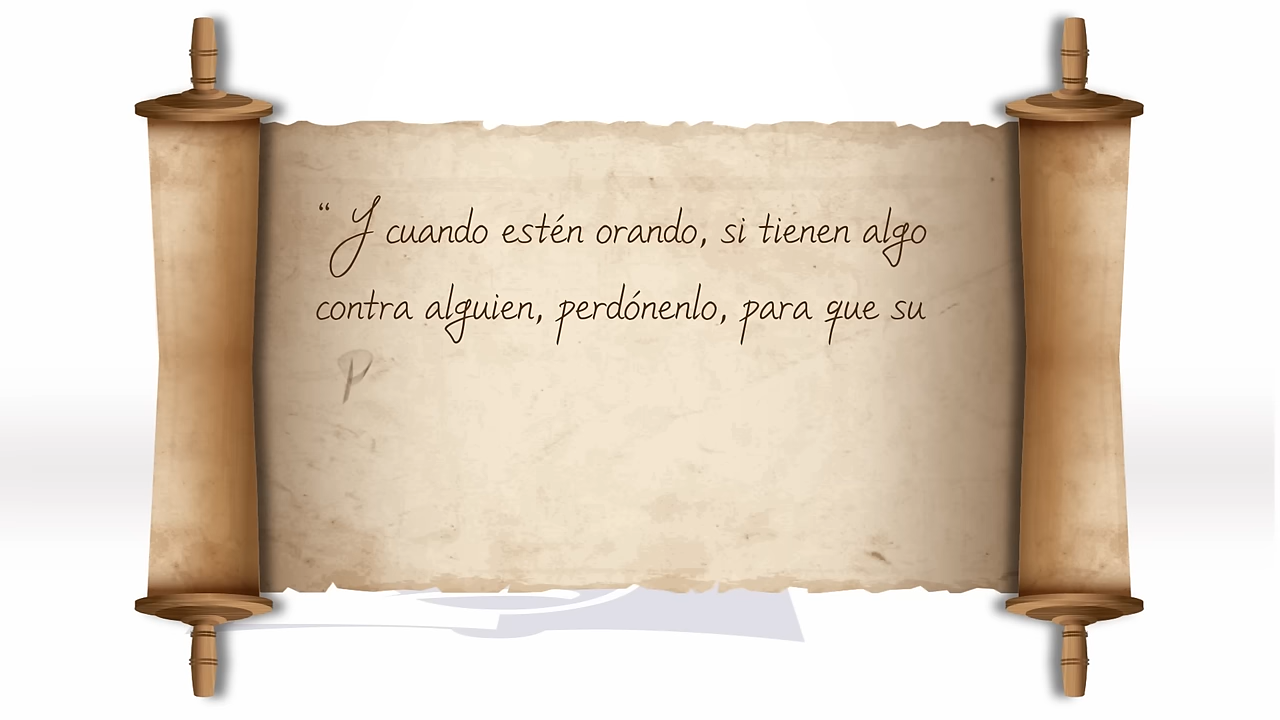 “ Y cuando estén orando, si tienen algo
contra alguien, perdónenlo, para que su
P